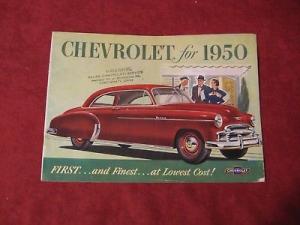 CHEVROLET for 1950
FIRST...and Finest...at Lowest Cost!
CHEVROLET